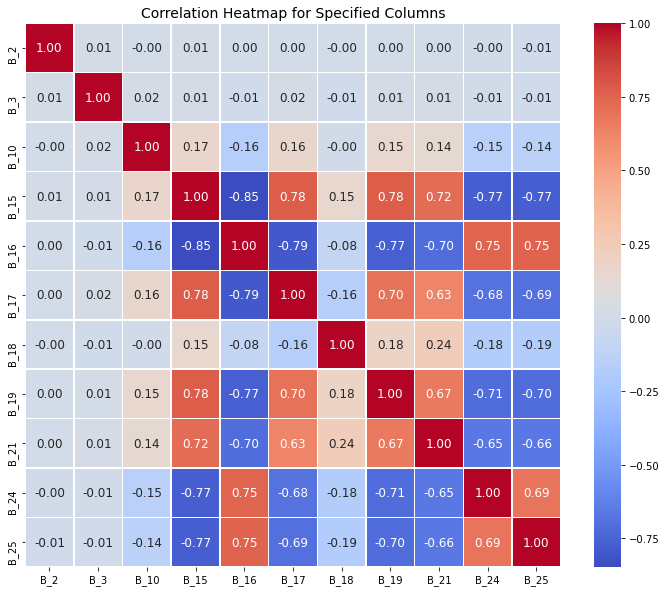 Correlation Heatmap for Specified Columns
B_2 1.00 0.01 -0.00 0.01 0.00 0.00 -0.00 0.00 0.00 -0.00 -0.01
B_3 0.01 1.00 0.02 0.01 -0.01 0.02 -0.01 0.01 0.01 -0.01 -0.01
B_10 -0.00 0.02 1.00 0.17 -0.16 0.16 -0.00 0.15 0.14 -0.15 -0.14
B_15 0.01 0.01 0.17 1.00 -0.85 0.78 0.15 0.78 0.72 -0.77 -0.77
B_16 0.00 -0.01 -0.16 -0.85 1.00 -0.79 -0.08 -0.77 -0.70 0.75 0.75
B_17 0.00 0.02 0.16 0.78 -0.79 1.00 -0.16 0.70 0.63 -0.68 -0.69
B_18 -0.00 -0.01 -0.00 0.15 -0.08 -0.16 1.00 0.18 0.24 -0.18 -0.19
B_19 0.00 0.01 0.15 0.78 -0.77 0.70 0.18 1.00 0.67 -0.71 -0.70
B_21 0.00 0.01 0.14 0.72 -0.70 0.63 0.24 0.67 1.00 -0.65 -0.66
B_24 -0.00 -0.01 -0.15 -0.77 0.75 -0.68 -0.18 -0.71 -0.65 1.00 0.69
B_25 -0.01 -0.01 -0.14 -0.77 0.75 -0.69 -0.19 -0.70 -0.66 0.69 1.00
B_2 B_3 B_10 B_15 B_16 B_17 B_18 B_19 B_21 B_24 B_25
1.00
0.75
0.50
0.25
0.00
-0.25
-0.50
-0.75